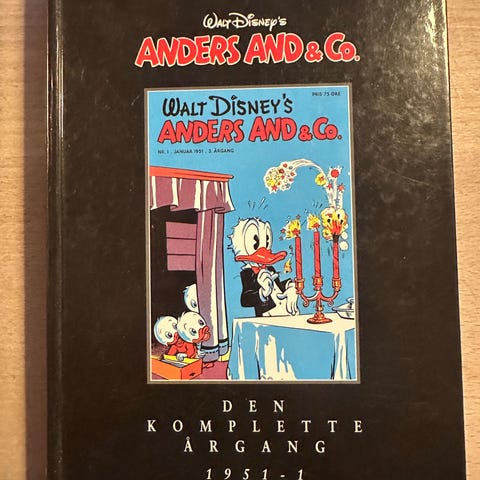 WALT DISNEY'S
ANDERS AND & CO.
PRIS 75 ØRE
WALT DISNEY'S
ANDERS AND & CO.
NR. 1 . JANUAR 1951 . 3. ÅRGANG
DEN
KOMPLETTE
ÅRGANG
1951-1